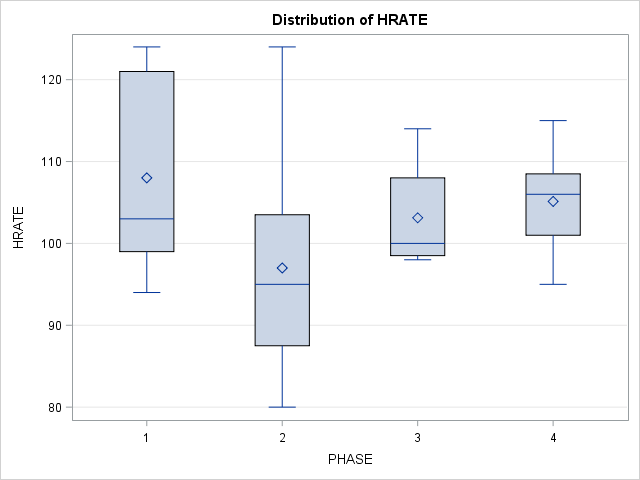 Distribution of HRATE
120
110
100
90
80
HRATE
1 2 3 4
PHASE